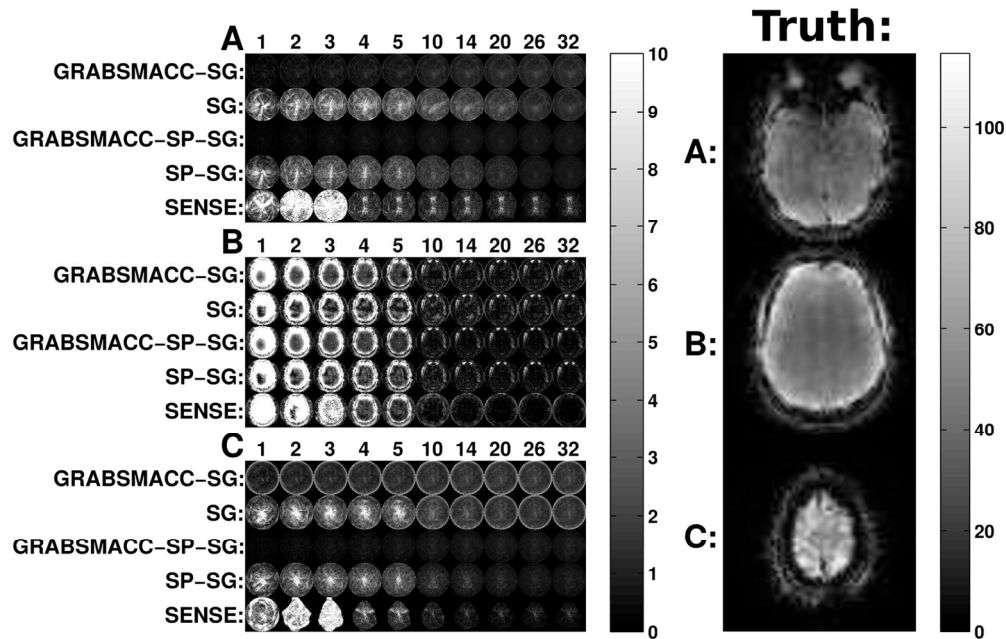 A
1 2 3 4 5 10 14 20 26 32
GRABSMACC-SG:
SG:
GRABSMACC-SP-SG:
SP-SG:
SENSE:
B
1 2 3 4 5 10 14 20 26 32
GRABSMACC-SG:
SG:
GRABSMACC-SP-SG:
SP-SG:
SENSE:
C
1 2 3 4 5 10 14 20 26 32
GRABSMACC-SG:
SG:
GRABSMACC-SP-SG:
SP-SG:
SENSE:
10
9
8
7
6
5
4
3
2
1
0
Truth:
A:
B:
C:
100
80
60
40
20
0